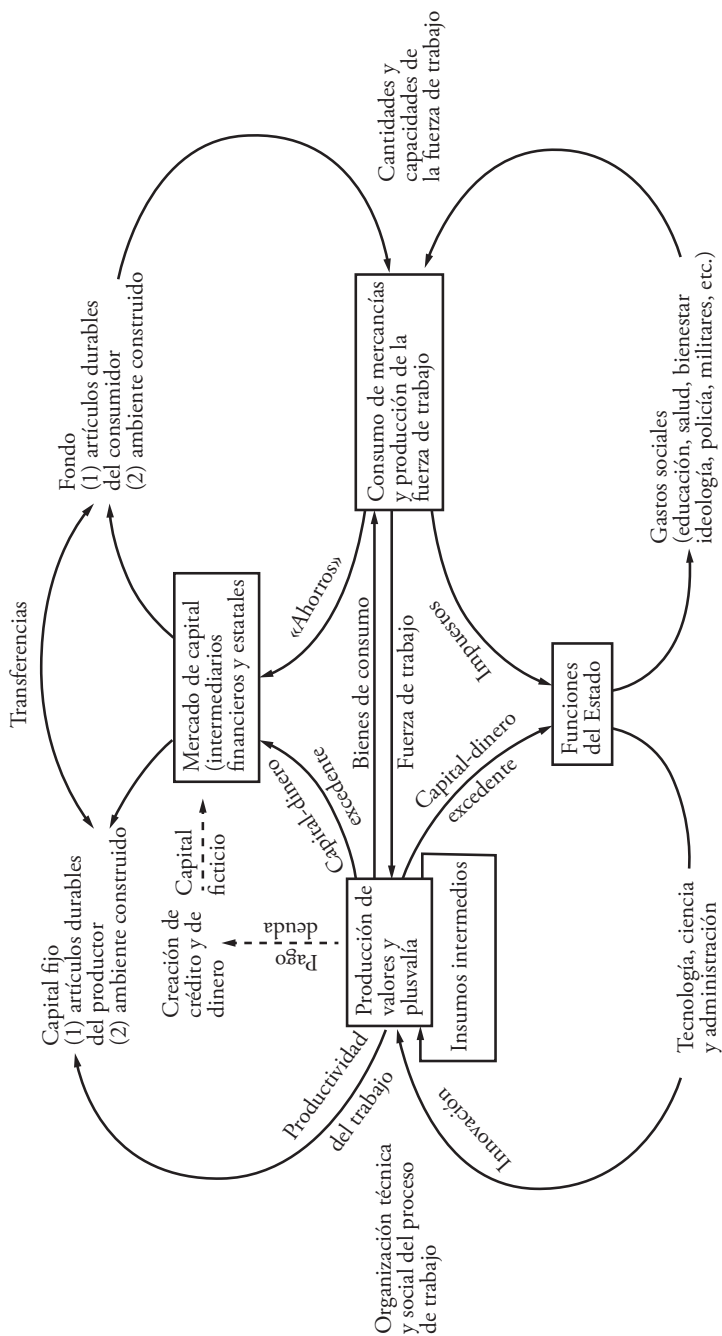 Transferencias
Capital fijo
(1) artículos durables
del productor
(2) ambiente construido
Fondo
(1) artículos durables
del consumidor
(2) ambiente construido
Creación de
crédito y de
dinero
Capital
ficticio
Mercado de capital
(intermediarios
financieros y estatales
Pago
deuda
Capital-dinero
excedente
«Ahorros»
Productividad
del trabajo
Organización técnica
y social del proceso
de trabajo
Producción de
valores y
plusvalía
Insumos intermedios
Bienes de consumo
Fuerza de trabajo
Consumo de mercancías
y producción de la
fuerza de trabajo
Cantidades y
capacidades de
la fuerza de trabajo
Innovación
Capital-dinero
excedente
Impuestos
Funciones
del Estado
Tecnología, ciencia
y administración
Gastos sociales
(educación, salud, bienestar
ideología, policía, militares, etc.)